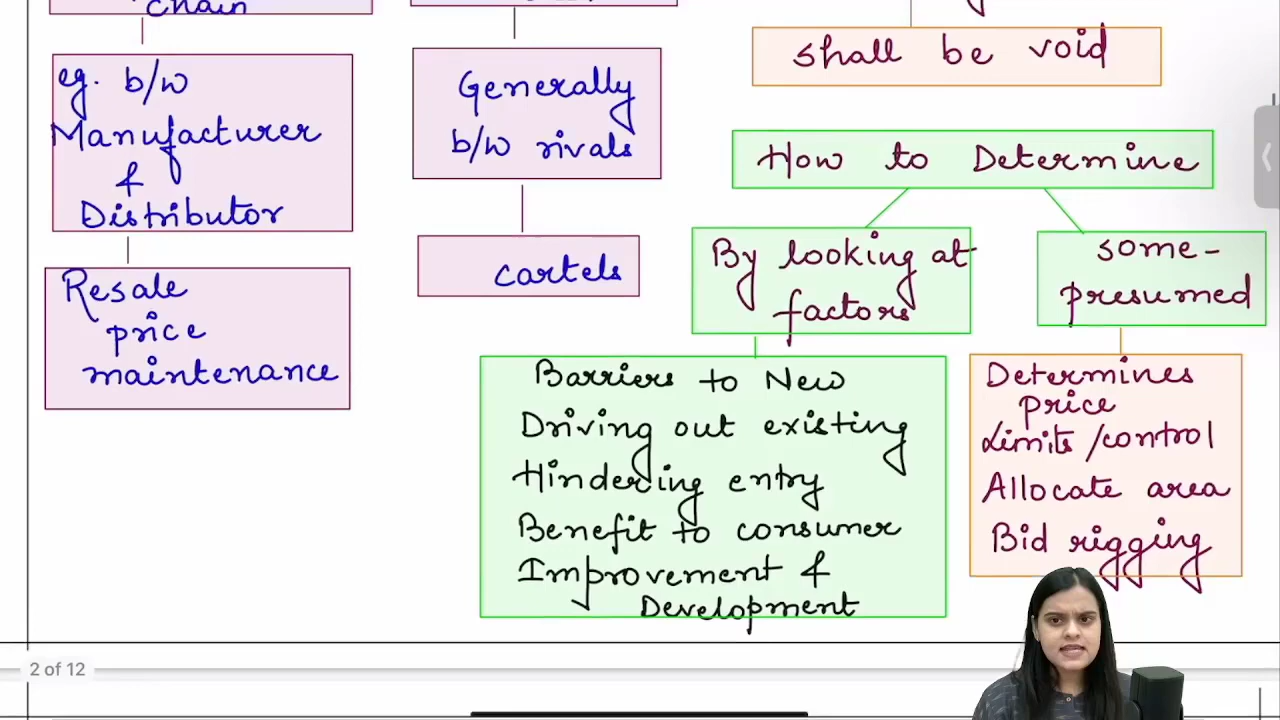 chain
eg. b/w
Manufacturer
&
Distributor
Resale
price
maintenance
Generally
b/w rivals
cartels
shall be void
How to Determine
By looking at
factors
Barriers to New
Driving out existing
Hindering entry
Benefit to consumer
Improvement &
Development
some-
presumed
Determines
price
Limits/control
Allocate area
Bid rigging
2 of 12